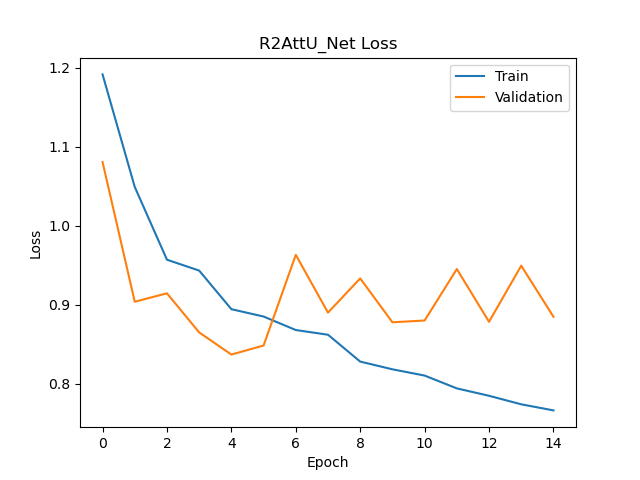 R2AttU_Net Loss
Train
Validation
1.2
1.1
1.0
0.9
0.8
Loss
0 2 4 6 8 10 12 14
Epoch